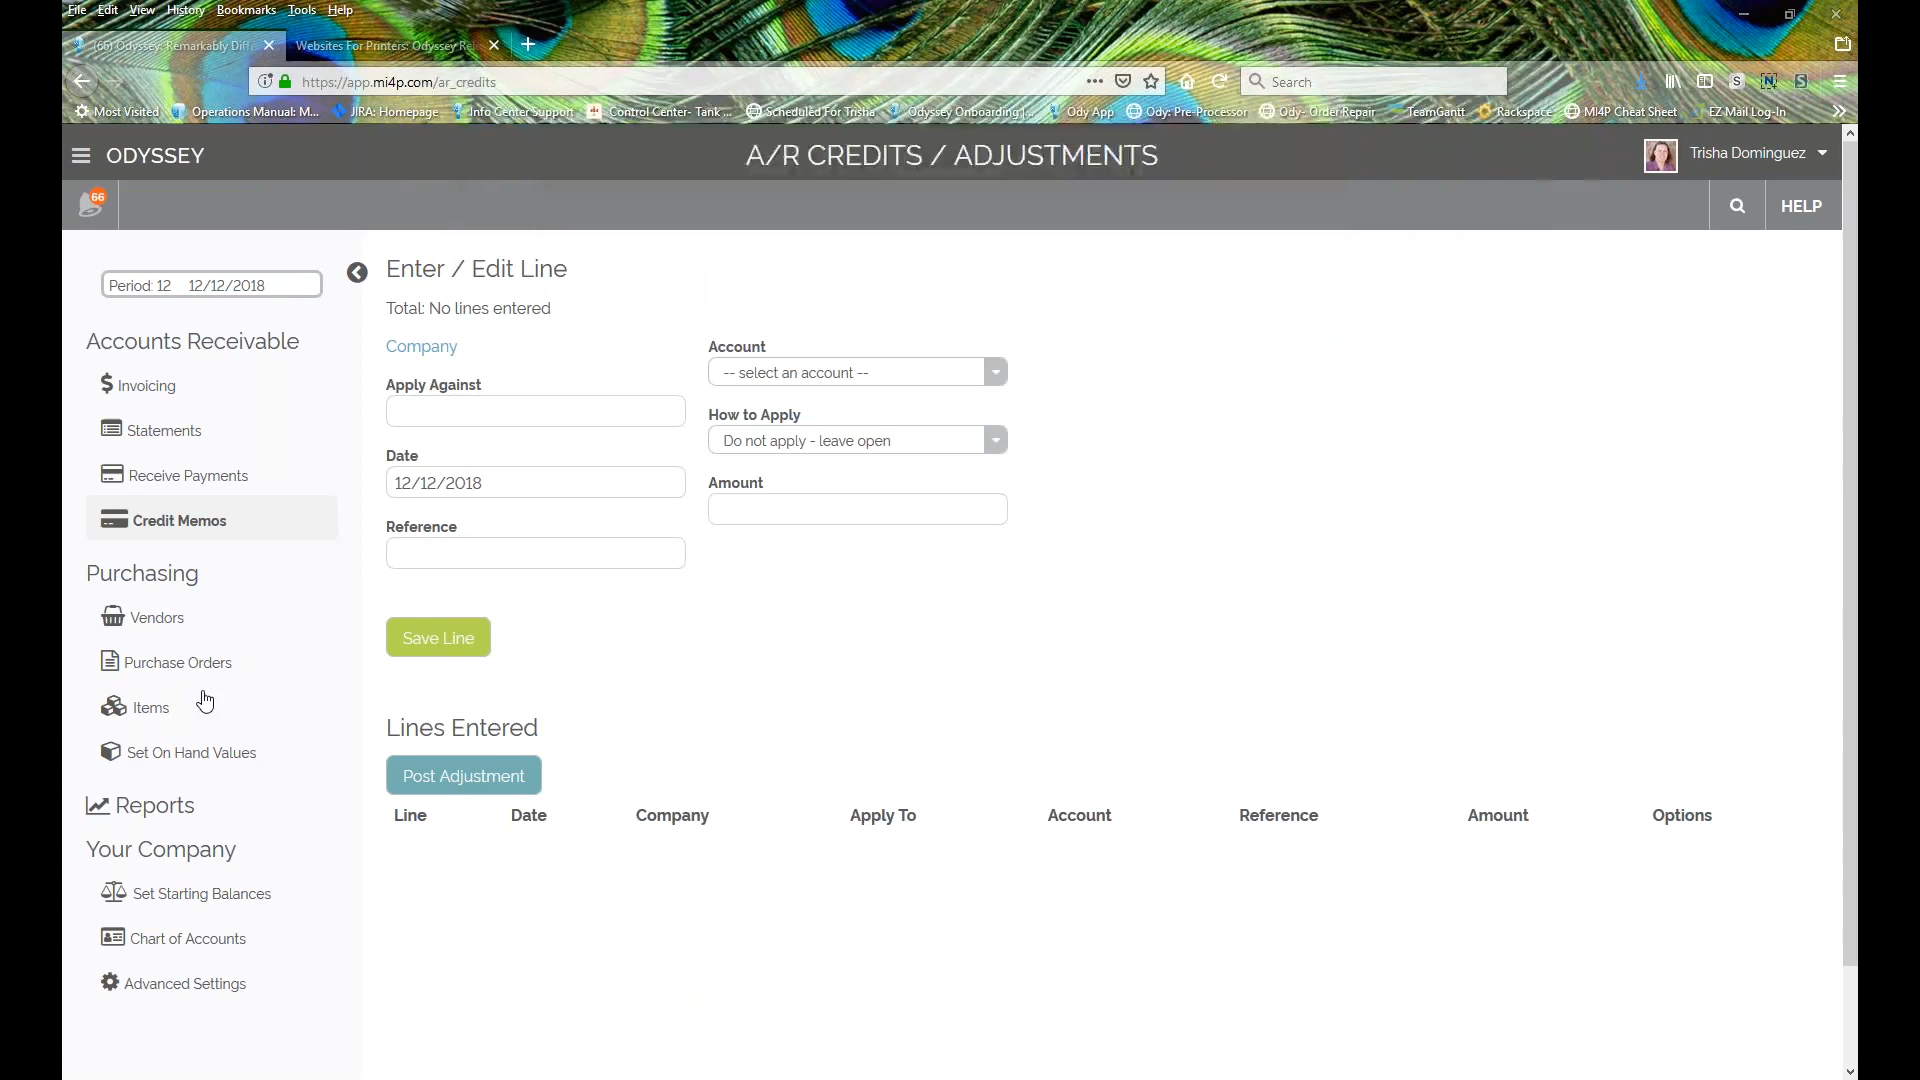 File Edit View History Bookmarks Tools Help
(66) Odyssey: Remarkably Diffe
Websites For Printers: Odyssey Rel
https://app.mi4p.com/ar_credits
Search
Most Visited Operations Manual: M... JIRA: Homepage Info Center Support Control Center- Tank ... Scheduled For Trisha Odyssey Onboarding |... Ody App Ody: Pre-Processor Ody- Order Repair TeamGantt Rackspace MI4P Cheat Sheet EZ Mail Log-In
ODYSSEY
A/R CREDITS / ADJUSTMENTS
Trisha Dominguez
66
HELP
Period: 12 12/12/2018
Accounts Receivable
Invoicing
Statements
Receive Payments
Credit Memos
Purchasing
Vendors
Purchase Orders
Items
Set On Hand Values
Reports
Your Company
Set Starting Balances
Chart of Accounts
Advanced Settings
Enter / Edit Line
Total: No lines entered
Company
Apply Against
Date
12/12/2018
Reference
Account
-- select an account --
How to Apply
Do not apply - leave open
Amount
Save Line
Lines Entered
Post Adjustment
Line Date Company Apply To Account Reference Amount Options